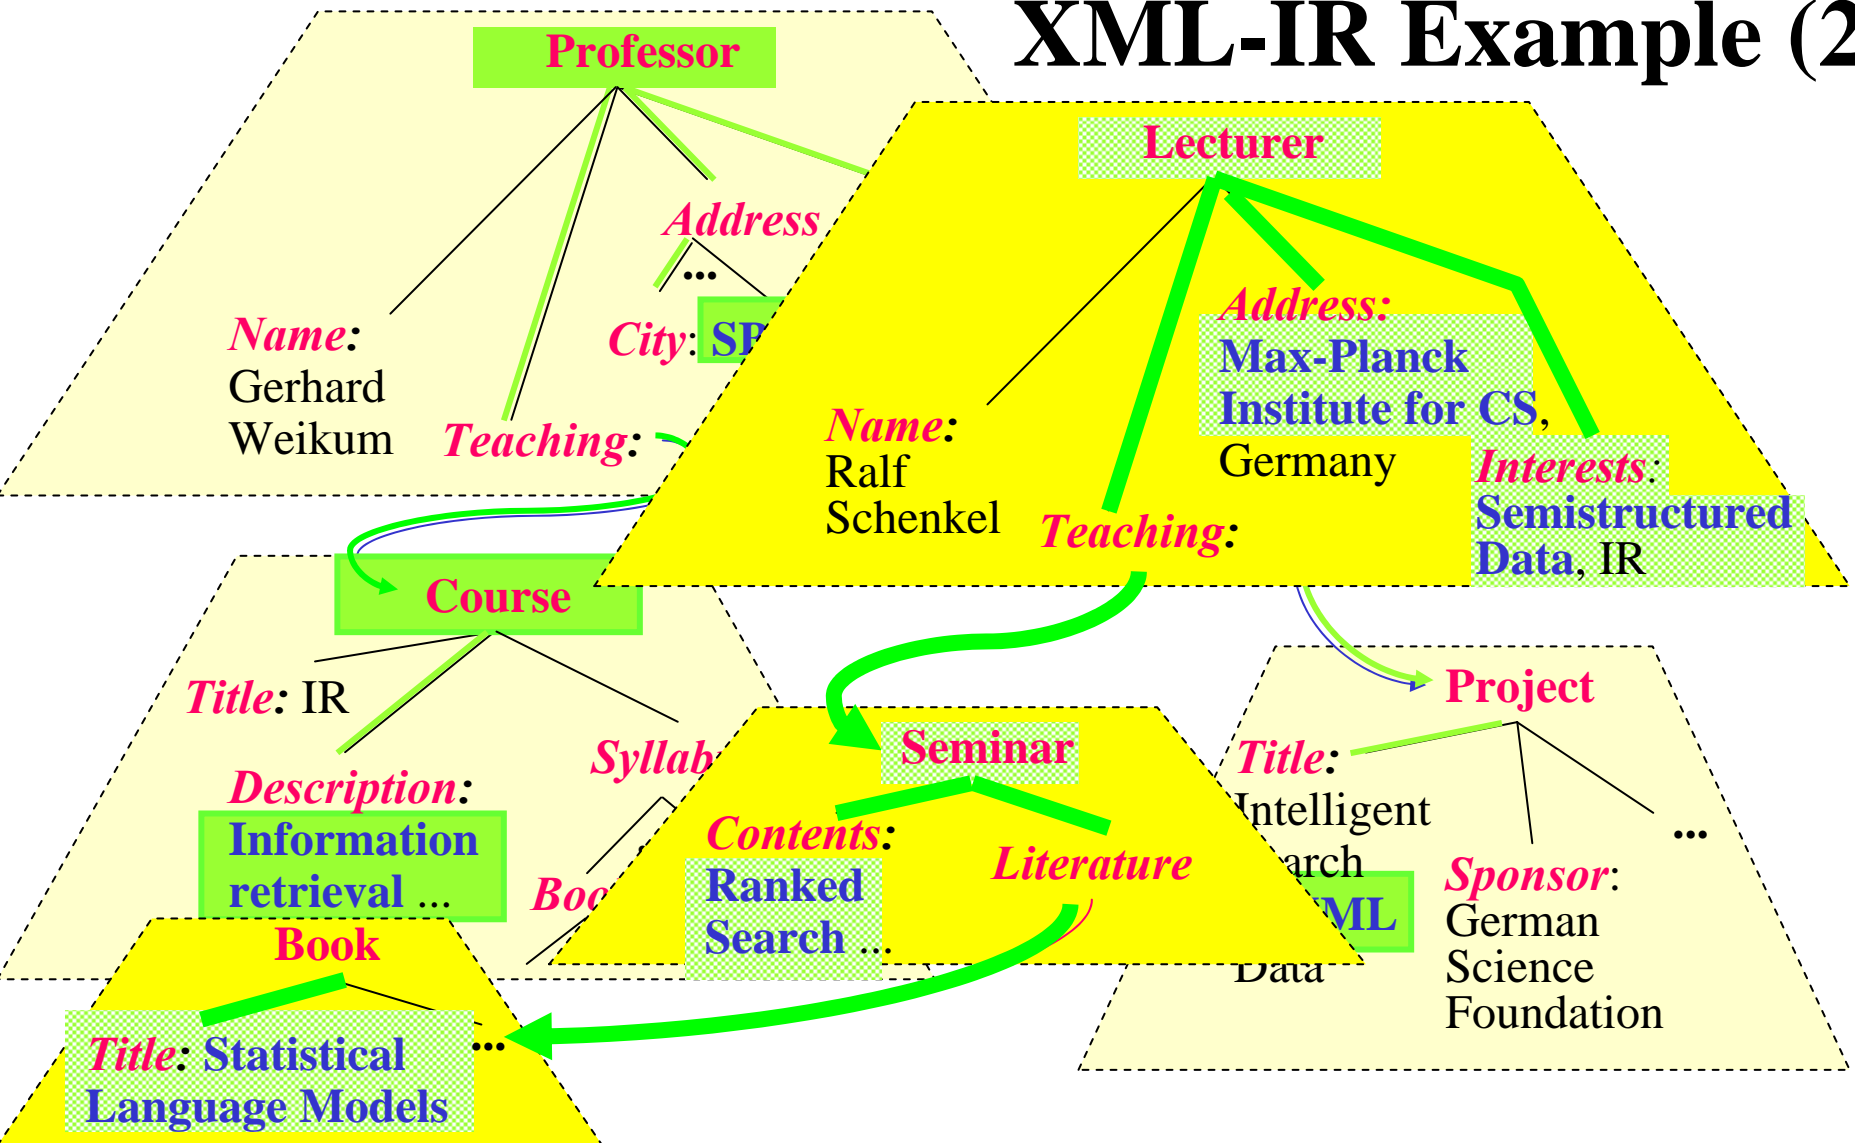 XML-IR Example (2
Professor
Lecturer
Address
...
City: SB
Name:
Gerhard
Weikum
Teaching:
Address:
Max-Planck
Institute for CS,
Germany
Name:
Ralf
Schenkel
Teaching:
Interests:
Semistructured
Data, IR
Course
Title: IR
Description:
Information
retrieval ...
Seminar
Contents:
Ranked
Search ...
Literature
Project
Title:
Intelligent
Data
Sponsor:
German
Science
Foundation
...
Book
Title: Statistical
Language Models
...